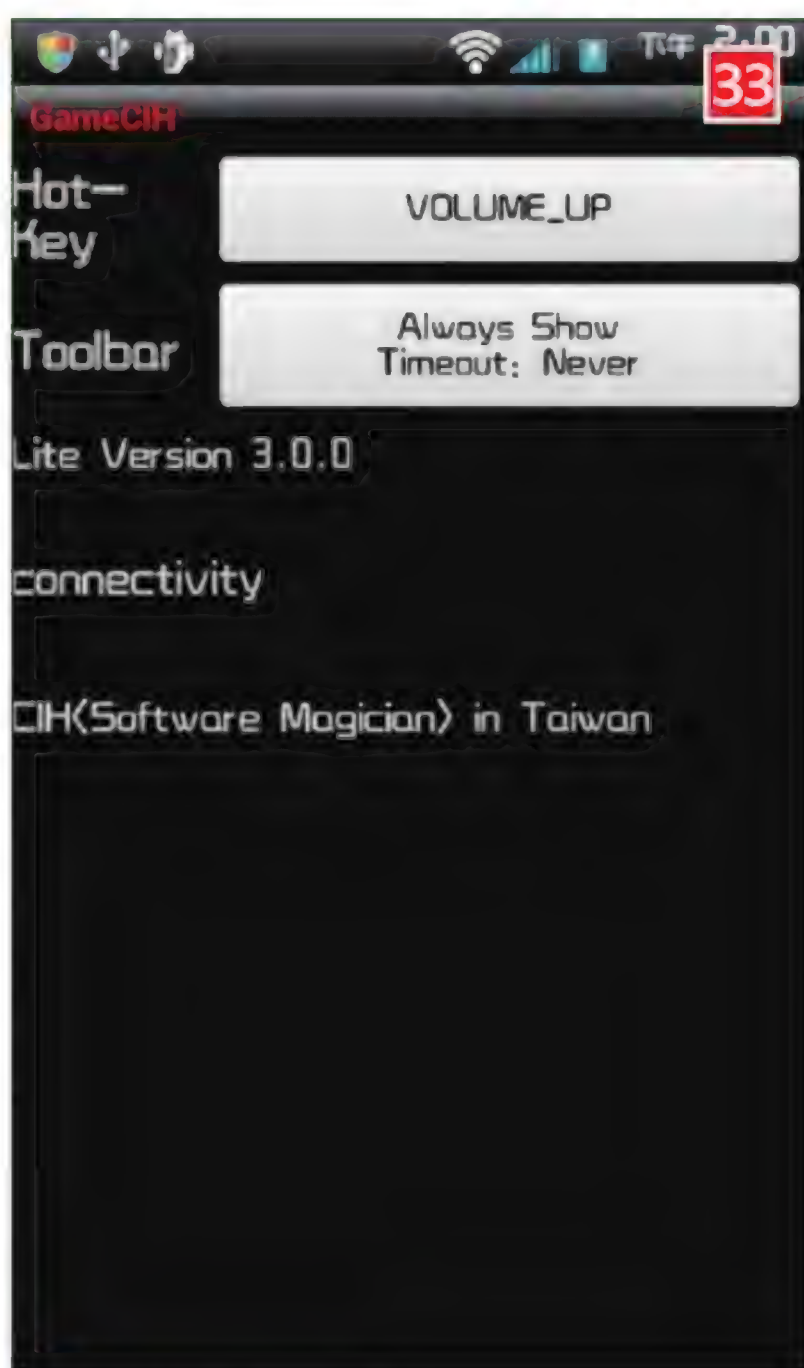 下午 2:00
33
GameCIH
Hot-
Key
VOLUME_UP
Toolbar
Always Show
Timeout: Never
Lite Version 3.0.0
connectivity
CIH(Software Magician) in Taiwan